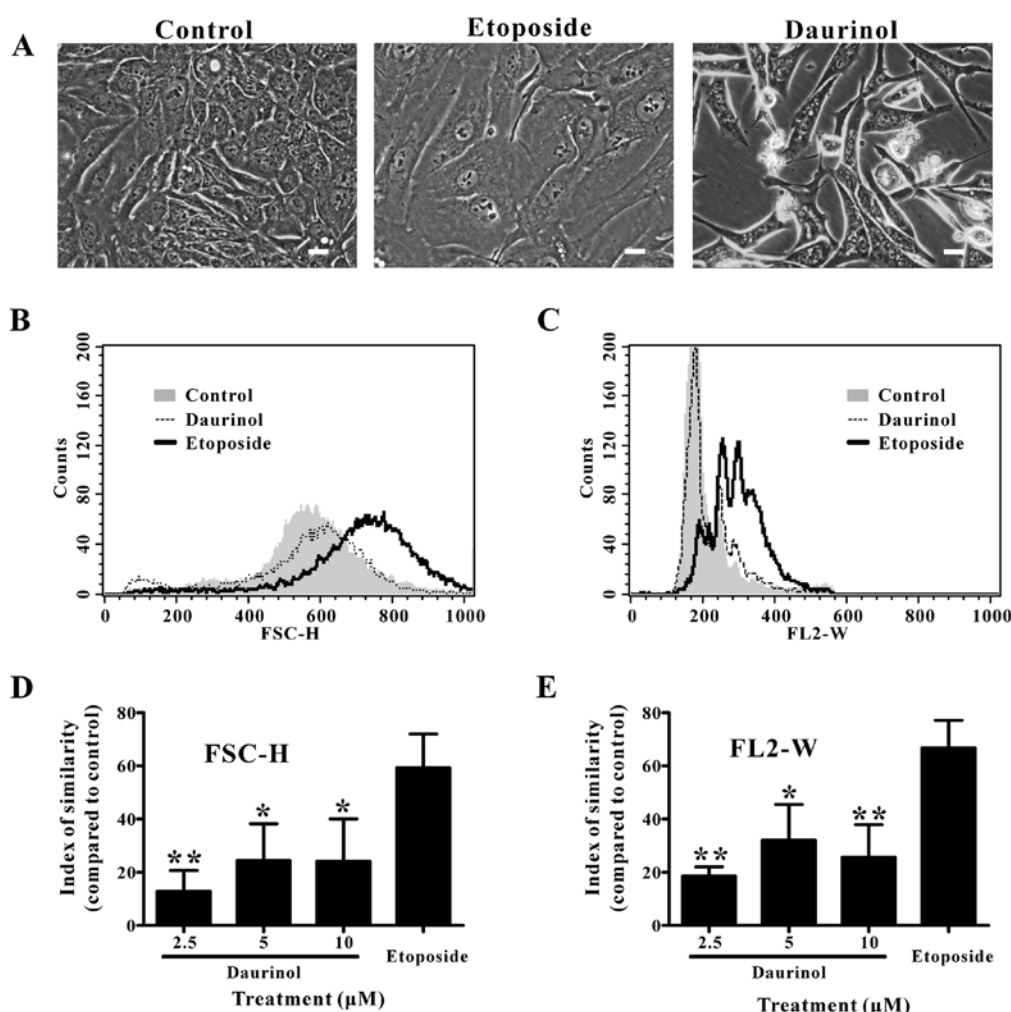 A
Control
Etoposide
Daurinol
B
200
160
120
80
40
0
Counts
Control
Daurinol
Etoposide
0
200
400
600
800
1000
FSC-H
C
200
160
120
80
40
0
Counts
Control
Daurinol
Etoposide
0
200
400
600
800
1000
FL2-W
D
Index of similarity
(compared to control)
80
60
40
20
0
FSC-H
**
*
*
2.5
5
10
Etoposide
Daurinol
Treatment (µM)
E
Index of similarity
(compared to control)
80
60
40
20
0
FL2-W
**
*
**
2.5
5
10
Etoposide
Daurinol
Treatment (µM)